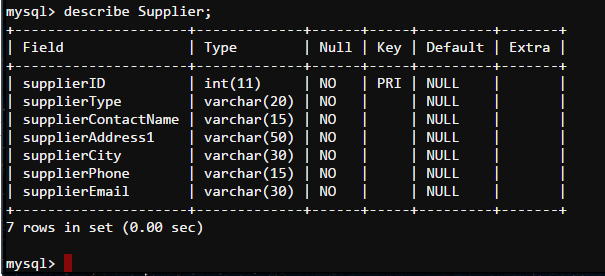 mysql> describe Supplier;
+---------------------+-------------+------+-----+---------+-------+
| Field               | Type        | Null | Key | Default | Extra |
+---------------------+-------------+------+-----+---------+-------+
| supplierID          | int(11)     | NO   | PRI | NULL    |       |
| supplierType        | varchar(20) | NO   |     | NULL    |       |
| supplierContactName | varchar(15) | NO   |     | NULL    |       |
| supplierAddress1    | varchar(50) | NO   |     | NULL    |       |
| supplierCity        | varchar(30) | NO   |     | NULL    |       |
| supplierPhone       | varchar(15) | NO   |     | NULL    |       |
| supplierEmail       | varchar(30) | NO   |     | NULL    |       |
+---------------------+-------------+------+-----+---------+-------+
7 rows in set (0.00 sec)
mysql>